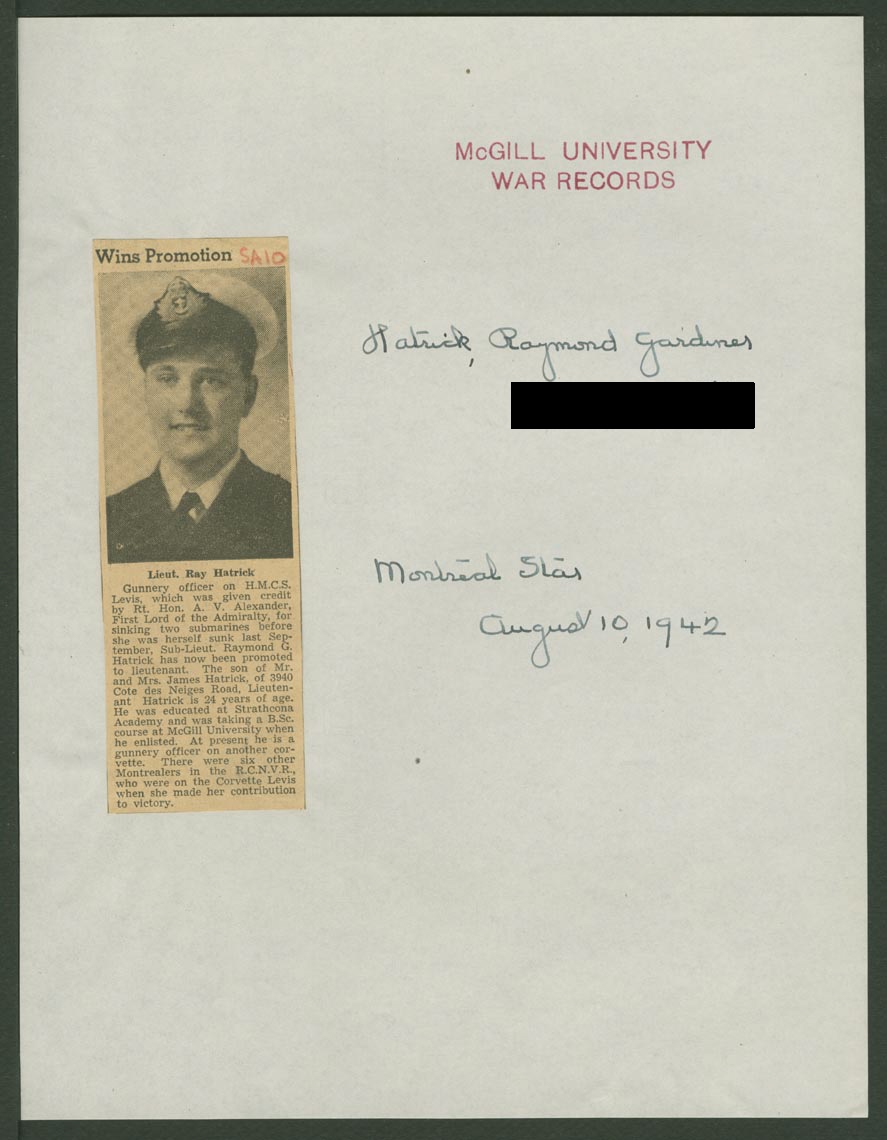 McGILL UNIVERSITY
WAR RECORDS
Wins Promotion SA10
Hatrick, Raymond Gardiner
Montreal Star
August 10, 1942
Lieut. Ray Hatrick
Gunnery officer on H.M.C.S.
Levis, which was given credit
by Rt. Hon. A. V. Alexander,
First Lord of the Admiralty, for
sinking two submarines before
she was herself sunk last Sep-
tember, Sub-Lieut. Raymond G.
Hatrick has now been promoted
to lieutenant. The son of Mr.
and Mrs. James Hatrick, of 3940
Cote des Neiges Road, Lieuten-
ant Hatrick is 24 years of age.
He was educated at Strathcona
Academy and was taking a B.Sc.
course at McGill University when
he enlisted. At present he is a
gunnery officer on another cor-
vette. There were six other
Montrealers in the R.C.N.V.R.,
who were on the Corvette Levis
when she made her contribution
to victory.